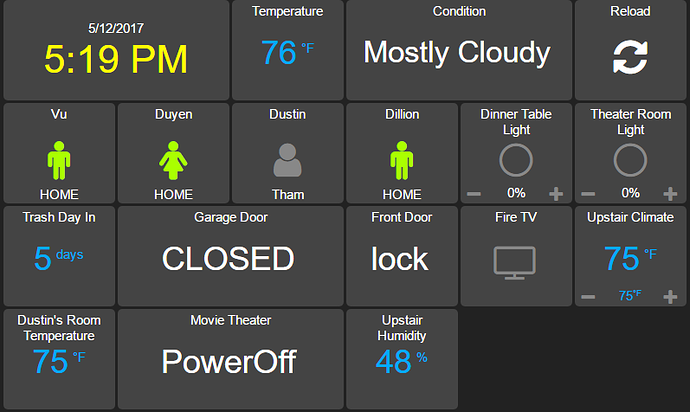 5/12/2017
5:19 PM
Temperature
76 °F
Condition
Mostly Cloudy
Reload
Vu
HOME
Duyen
HOME
Dustin
Tham
Dillion
HOME
Dinner Table
Light
− 0% +
Theater Room
Light
− 0% +
Trash Day In
5 days
Garage Door
CLOSED
Front Door
lock
Fire TV
Upstair Climate
75 °F
− 75°F +
Dustin's Room
Temperature
75 °F
Movie Theater
PowerOff
Upstair
Humidity
48 %